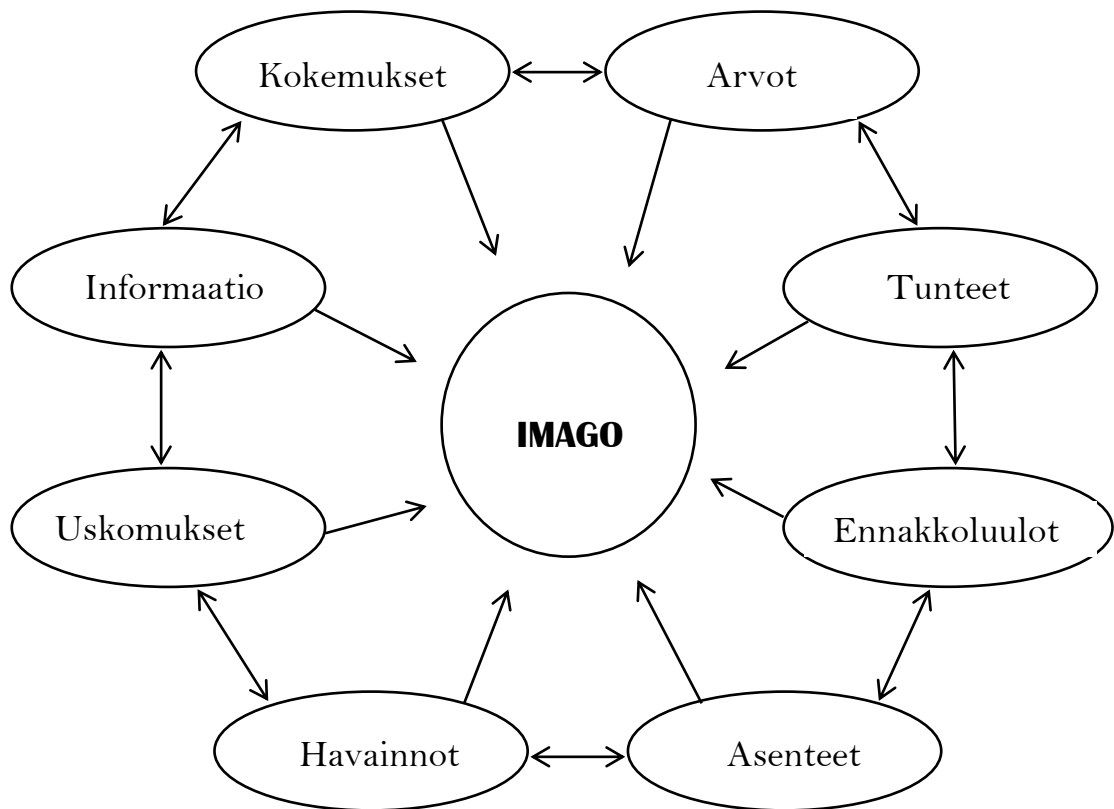 Kokemukset
Arvot
Informaatio
Tunteet
IMAGO
Uskomukset
Ennakkoluulot
Havainnot
Asenteet